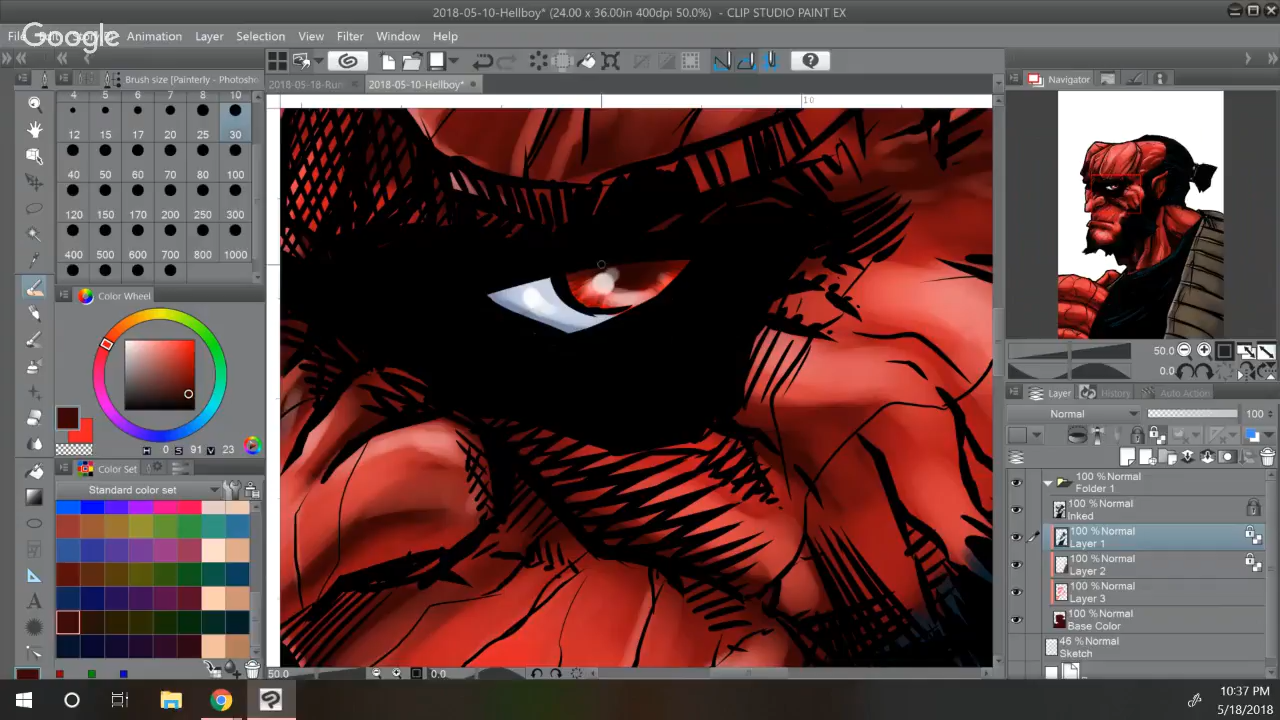 2018-05-10-Hellboy* (24.00 x 36.00in 400dpi 50.0%) - CLIP STUDIO PAINT EX
File
Animation Layer Selection View Filter Window Help
Google
Brush size [Painterly - Photosh
2018-05-18-Run
2018-05-10-Hellboy*
4 5 6 7 8 10
12 15 17 20 25 30
40 50 60 70 80 100
120 150 170 200 250 300
400 500 600 700 800 1000
10
Color Wheel
H 0 S 91 V 23
Color Set
Standard color set
Navigator
50.0
0.0
Layer
History
Auto Action
Normal
100
100 % Normal
Folder 1
100 % Normal
Inked
100 % Normal
Layer 1
100 % Normal
Layer 2
100 % Normal
Layer 3
100 % Normal
Base Color
46 % Normal
Sketch
50.0
0.0
10:37 PM
5/18/2018